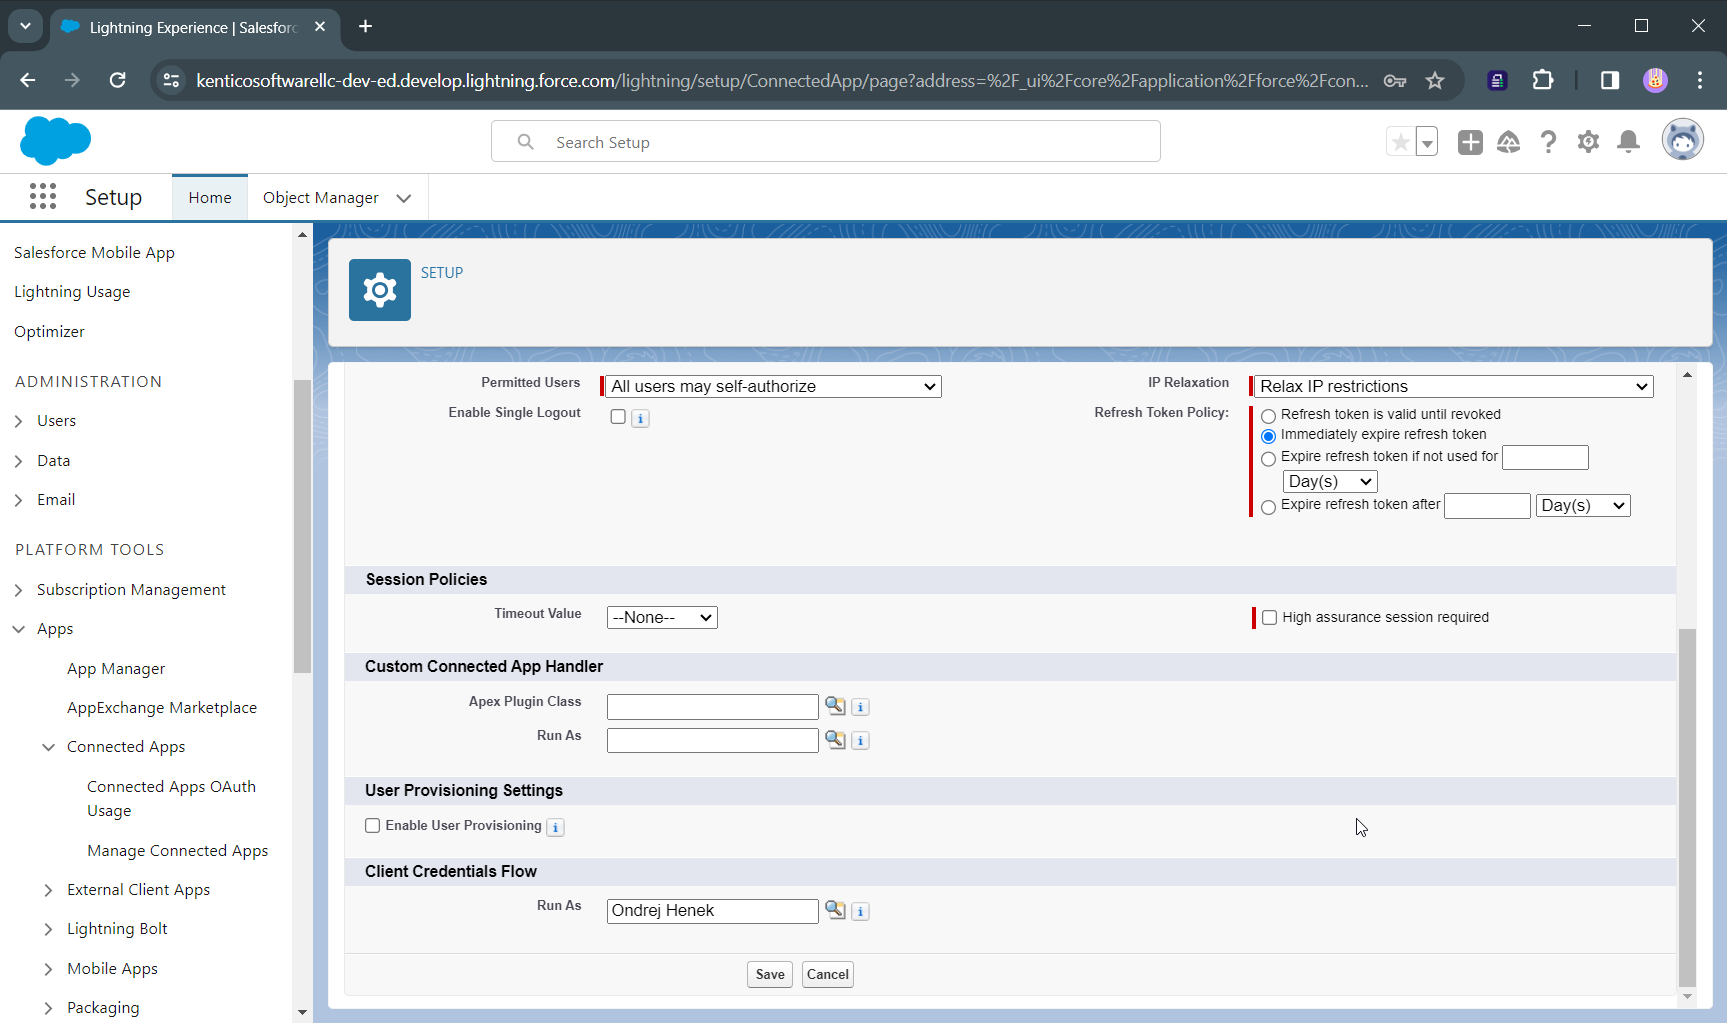 Lightning Experience | Salesforc
kenticosoftwarellc-dev-ed.develop.lightning.force.com/lightning/setup/ConnectedApp/page?address=%2F_ui%2Fcore%2Fapplication%2Fforce%2Fcon...
Search Setup
Setup
Home
Object Manager
Salesforce Mobile App
Lightning Usage
Optimizer
ADMINISTRATION
Users
Data
Email
PLATFORM TOOLS
Subscription Management
Apps
App Manager
AppExchange Marketplace
Connected Apps
Connected Apps OAuth
Usage
Manage Connected Apps
External Client Apps
Lightning Bolt
Mobile Apps
Packaging
SETUP
Permitted Users
All users may self-authorize
IP Relaxation
Relax IP restrictions
Enable Single Logout
Refresh Token Policy:
Refresh token is valid until revoked
Immediately expire refresh token
Expire refresh token if not used for
Day(s)
Expire refresh token after
Day(s)
Session Policies
Timeout Value
--None--
High assurance session required
Custom Connected App Handler
Apex Plugin Class
Run As
User Provisioning Settings
Enable User Provisioning
Client Credentials Flow
Run As
Ondrej Henek
Save
Cancel